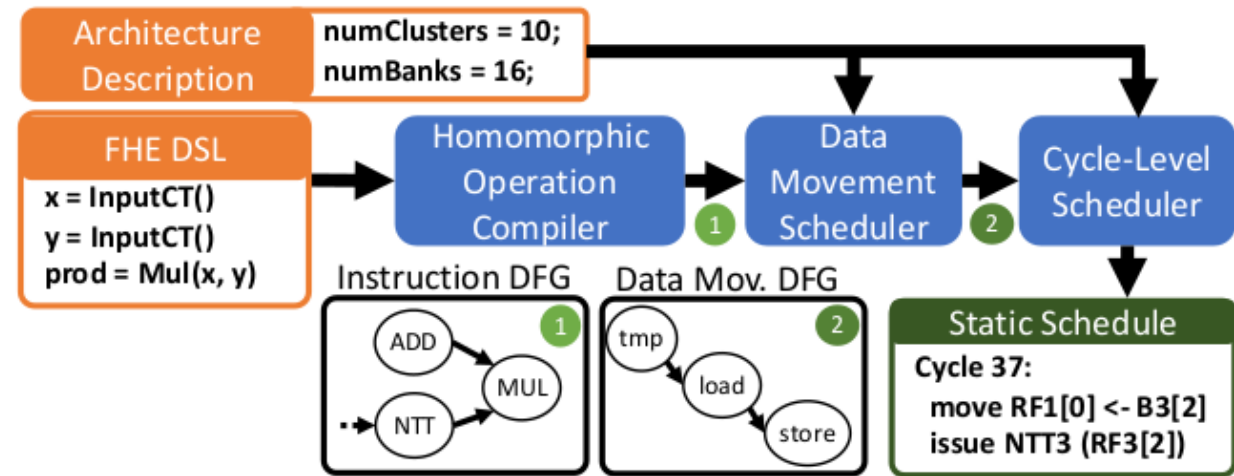 Architecture
Description
numClusters = 10;
numBanks = 16;
FHE DSL
x = InputCT()
y = InputCT()
prod = Mul(x, y)
Homomorphic
Operation
Compiler
1
Data
Movement
Scheduler
2
Cycle-Level
Scheduler
Instruction DFG
1
ADD
NTT
MUL
Data Mov. DFG
2
tmp
load
store
Static Schedule
Cycle 37:
move RF1[0] <- B3[2]
issue NTT3 (RF3[2])